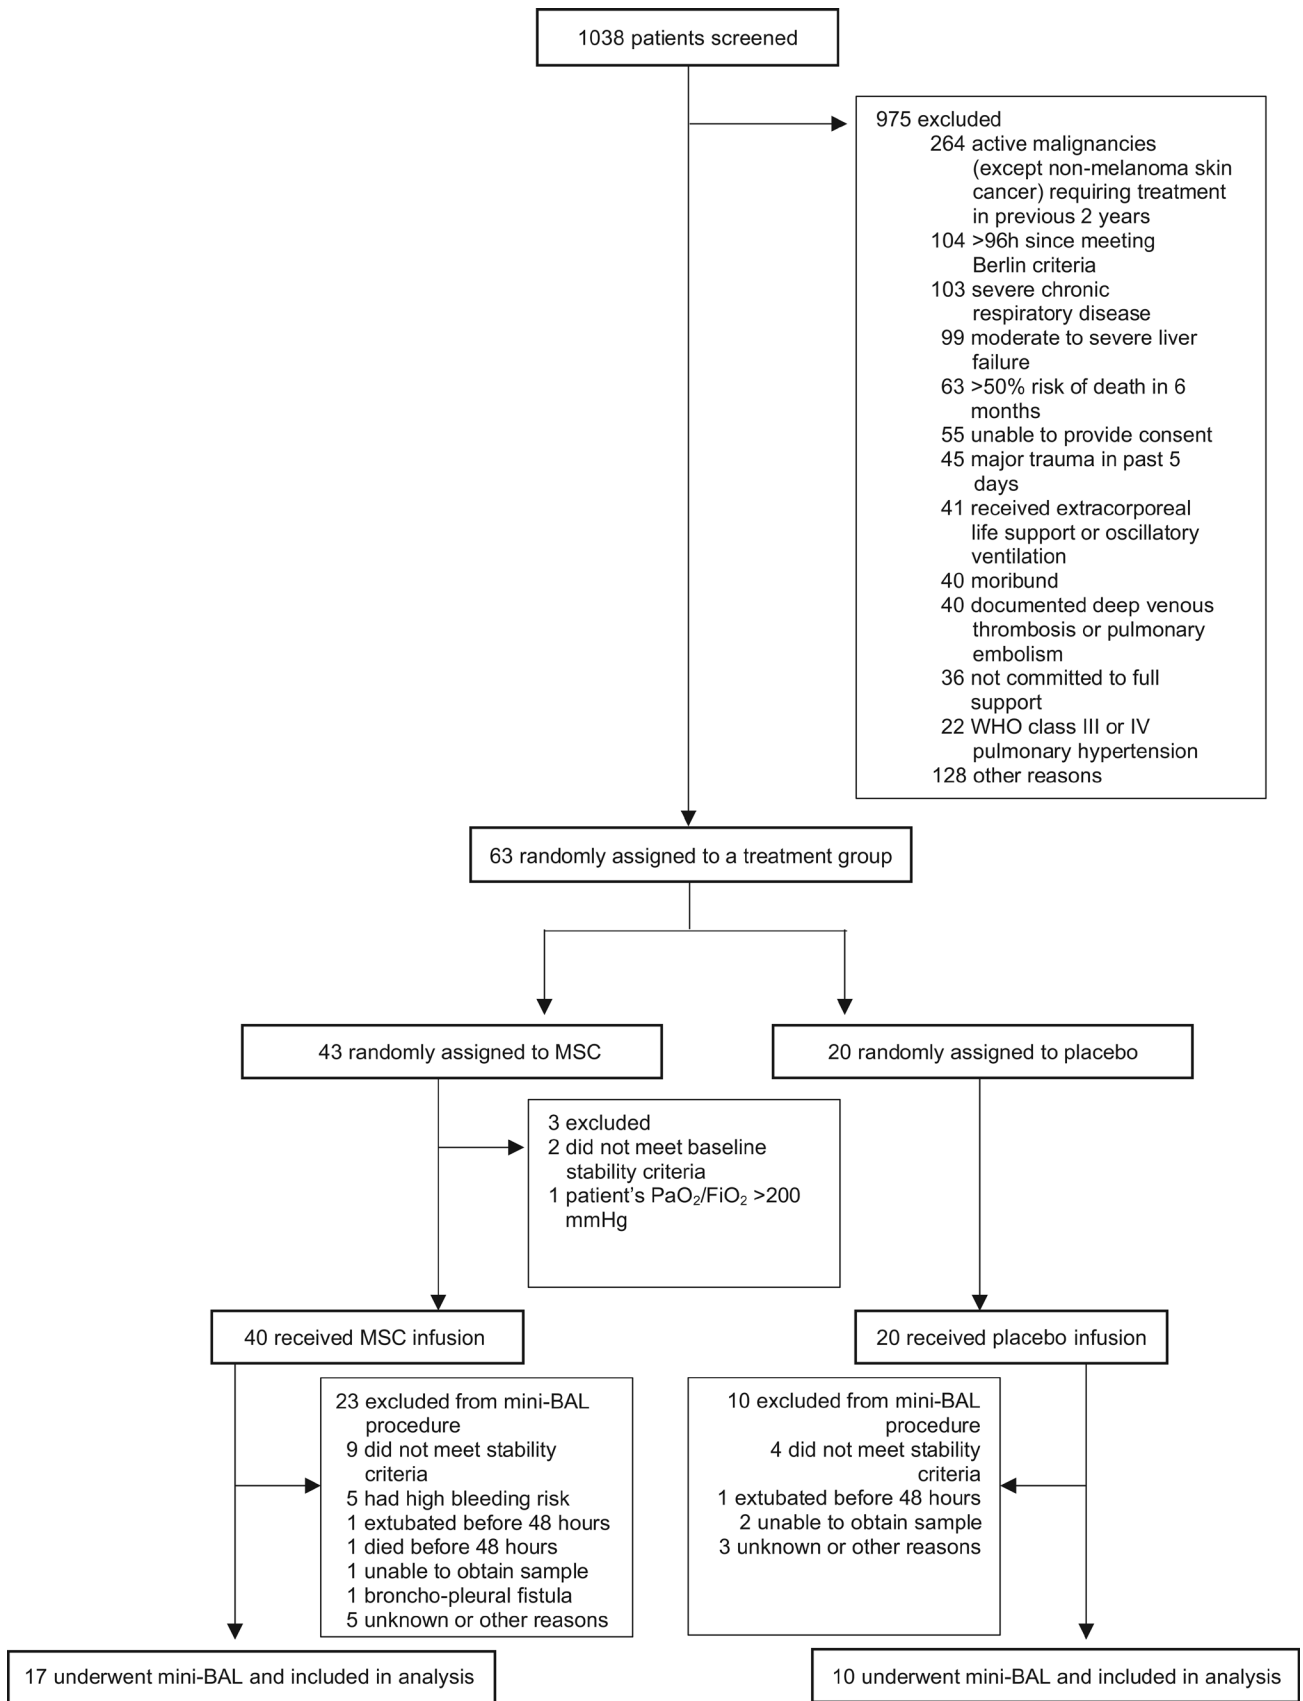 1038 patients screened
975 excluded
264 active malignancies
(except non-melanoma skin
cancer) requiring treatment
in previous 2 years
104 >96h since meeting
Berlin criteria
103 severe chronic
respiratory disease
99 moderate to severe liver
failure
63 >50% risk of death in 6
months
55 unable to provide consent
45 major trauma in past 5
days
41 received extracorporeal
life support or oscillatory
ventilation
40 moribund
40 documented deep venous
thrombosis or pulmonary
embolism
36 not committed to full
support
22 WHO class III or IV
pulmonary hypertension
128 other reasons
63 randomly assigned to a treatment group
43 randomly assigned to MSC
20 randomly assigned to placebo
3 excluded
2 did not meet baseline
stability criteria
1 patient's PaO₂/FiO₂ >200
mmHg
40 received MSC infusion
20 received placebo infusion
23 excluded from mini-BAL
procedure
9 did not meet stability
criteria
5 had high bleeding risk
1 extubated before 48 hours
1 died before 48 hours
1 unable to obtain sample
1 broncho-pleural fistula
5 unknown or other reasons
10 excluded from mini-BAL
procedure
4 did not meet stability
criteria
1 extubated before 48 hours
2 unable to obtain sample
3 unknown or other reasons
17 underwent mini-BAL and included in analysis
10 underwent mini-BAL and included in analysis